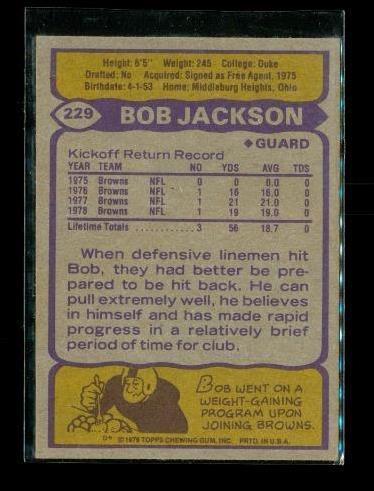 Height: 6'5" Weight: 245 College: Duke
Drafted: No Acquired: Signed as Free Agent, 1975
Birthdate: 4-1-53 Home: Middleburg Heights, Ohio
229 BOB JACKSON
◆GUARD
Kickoff Return Record
YEAR TEAM NO YDS AVG TDS
1975 Browns NFL 0 0 0.0 0
1976 Browns NFL 1 16 16.0 0
1977 Browns NFL 1 21 21.0 0
1978 Browns NFL 1 19 19.0 0
Lifetime Totals ............ 3 56 18.7 0
When defensive linemen hit
Bob, they had better be pre-
pared to be hit back. He can
pull extremely well, he believes
in himself and has made rapid
progress in a relatively brief
period of time for club.
BOB WENT ON A
WEIGHT-GAINING
PROGRAM UPON
JOINING BROWNS.
D* © 1979 TOPPS CHEWING GUM, INC. PRTD. IN U.S.A.